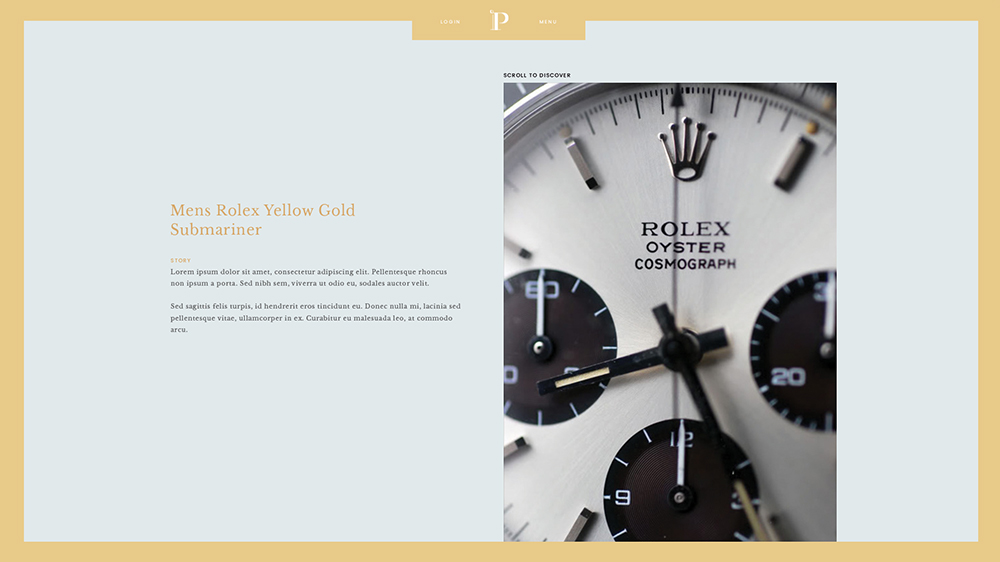 LOGIN
P
MENU
SCROLL TO DISCOVER
Mens Rolex Yellow Gold
Submariner
STORY
Lorem ipsum dolor sit amet, consectetur adipiscing elit. Pellentesque rhoncus
non ipsum a porta. Sed nibh sem, viverra ut odio eu, sodales auctor velit.
Sed sagittis felis turpis, id hendrerit eros tincidunt eu. Donec nulla mi, lacinia sed
pellentesque vitae, ullamcorper in ex. Curabitur eu malesuada leo, at commodo
arcu.
ROLEX
OYSTER
COSMOGRAPH
60
20
12
9
3